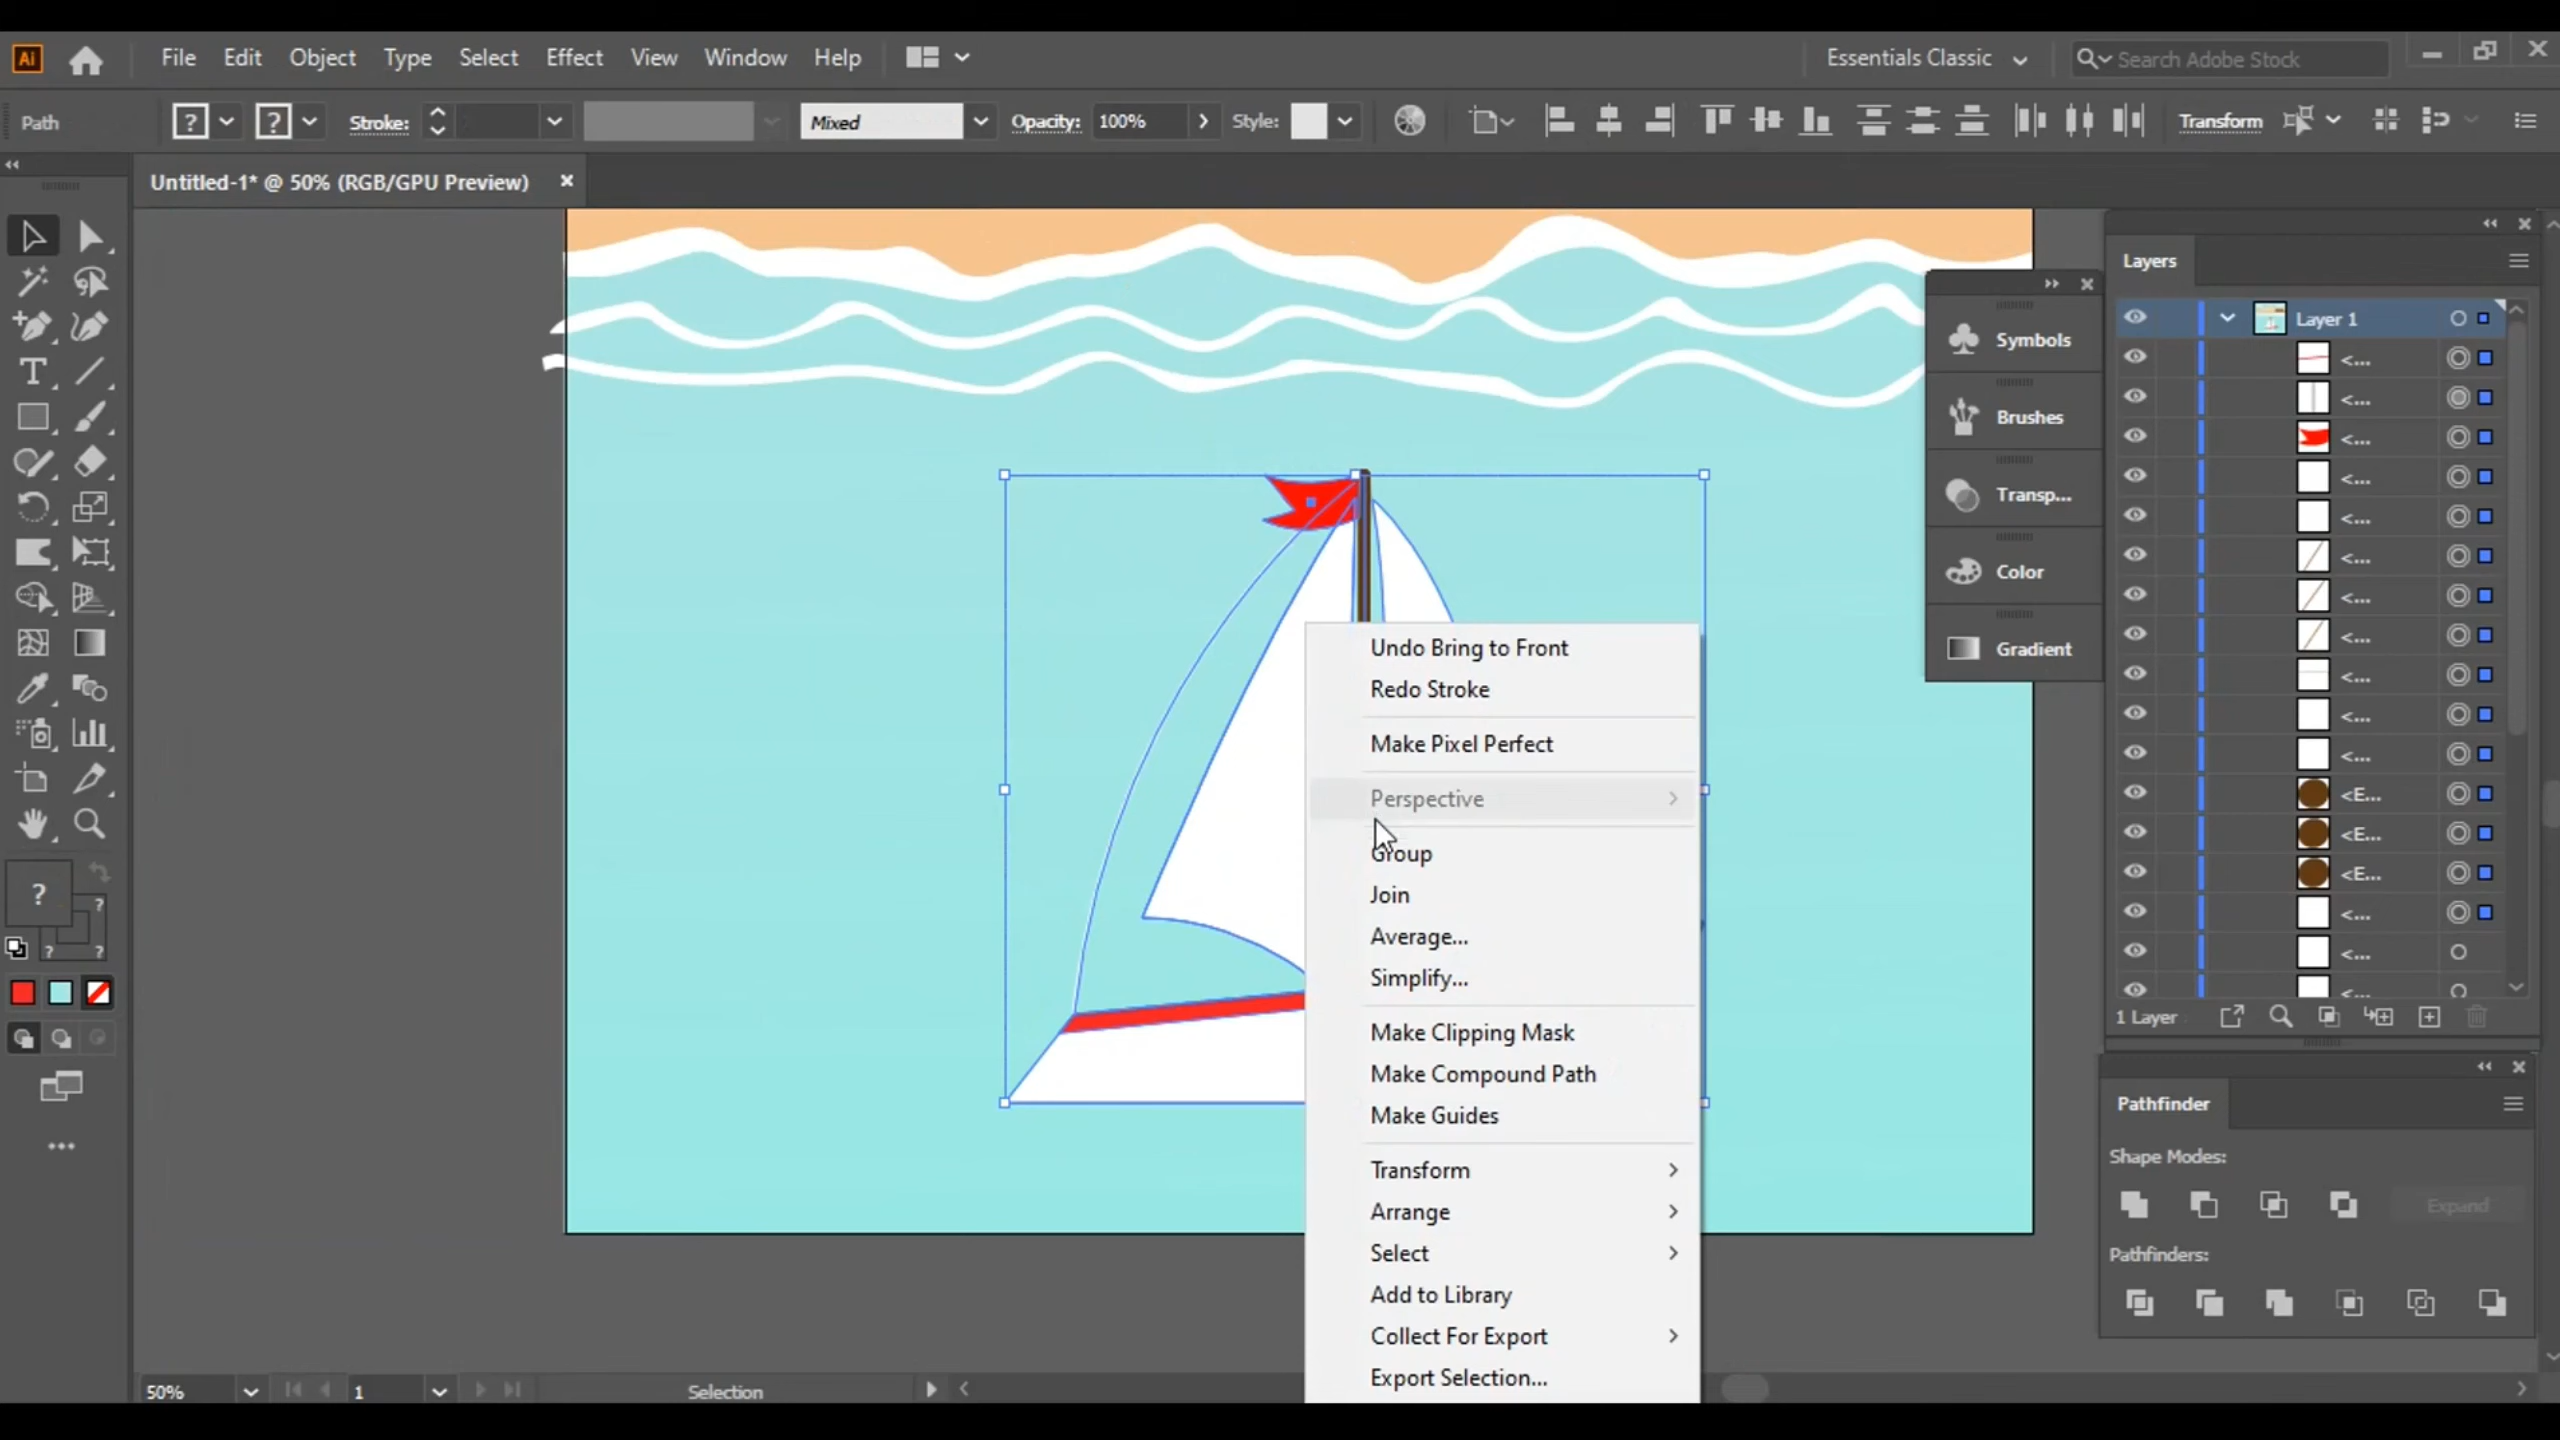 Ai File Edit Object Type Select Effect View Window Help Essentials Classic Search Adobe Stock
Path ? ? Stroke: Mixed Opacity: 100% Style: Transform
Untitled-1* @ 50% (RGB/GPU Preview)
Layers
Layer 1
<...
<...
<...
<...
<...
<...
<...
<...
<...
<...
<...
<E...
<E...
<E...
<...
<...
<...
1 Layer
Symbols
Brushes
Transp...
Color
Gradient
Undo Bring to Front
Redo Stroke
Make Pixel Perfect
Perspective
Group
Join
Average...
Simplify...
Make Clipping Mask
Make Compound Path
Make Guides
Transform
Arrange
Select
Add to Library
Collect For Export
Export Selection...
Pathfinder
Shape Modes:
Expand
Pathfinders:
T
?
?
? ?
50% 1 Selection